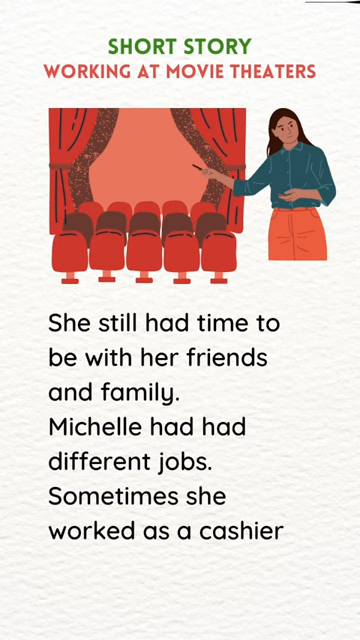 SHORT STORY
WORKING AT MOVIE THEATERS
She still had time to
be with her friends
and family.
Michelle had had
different jobs.
Sometimes she
worked as a cashier